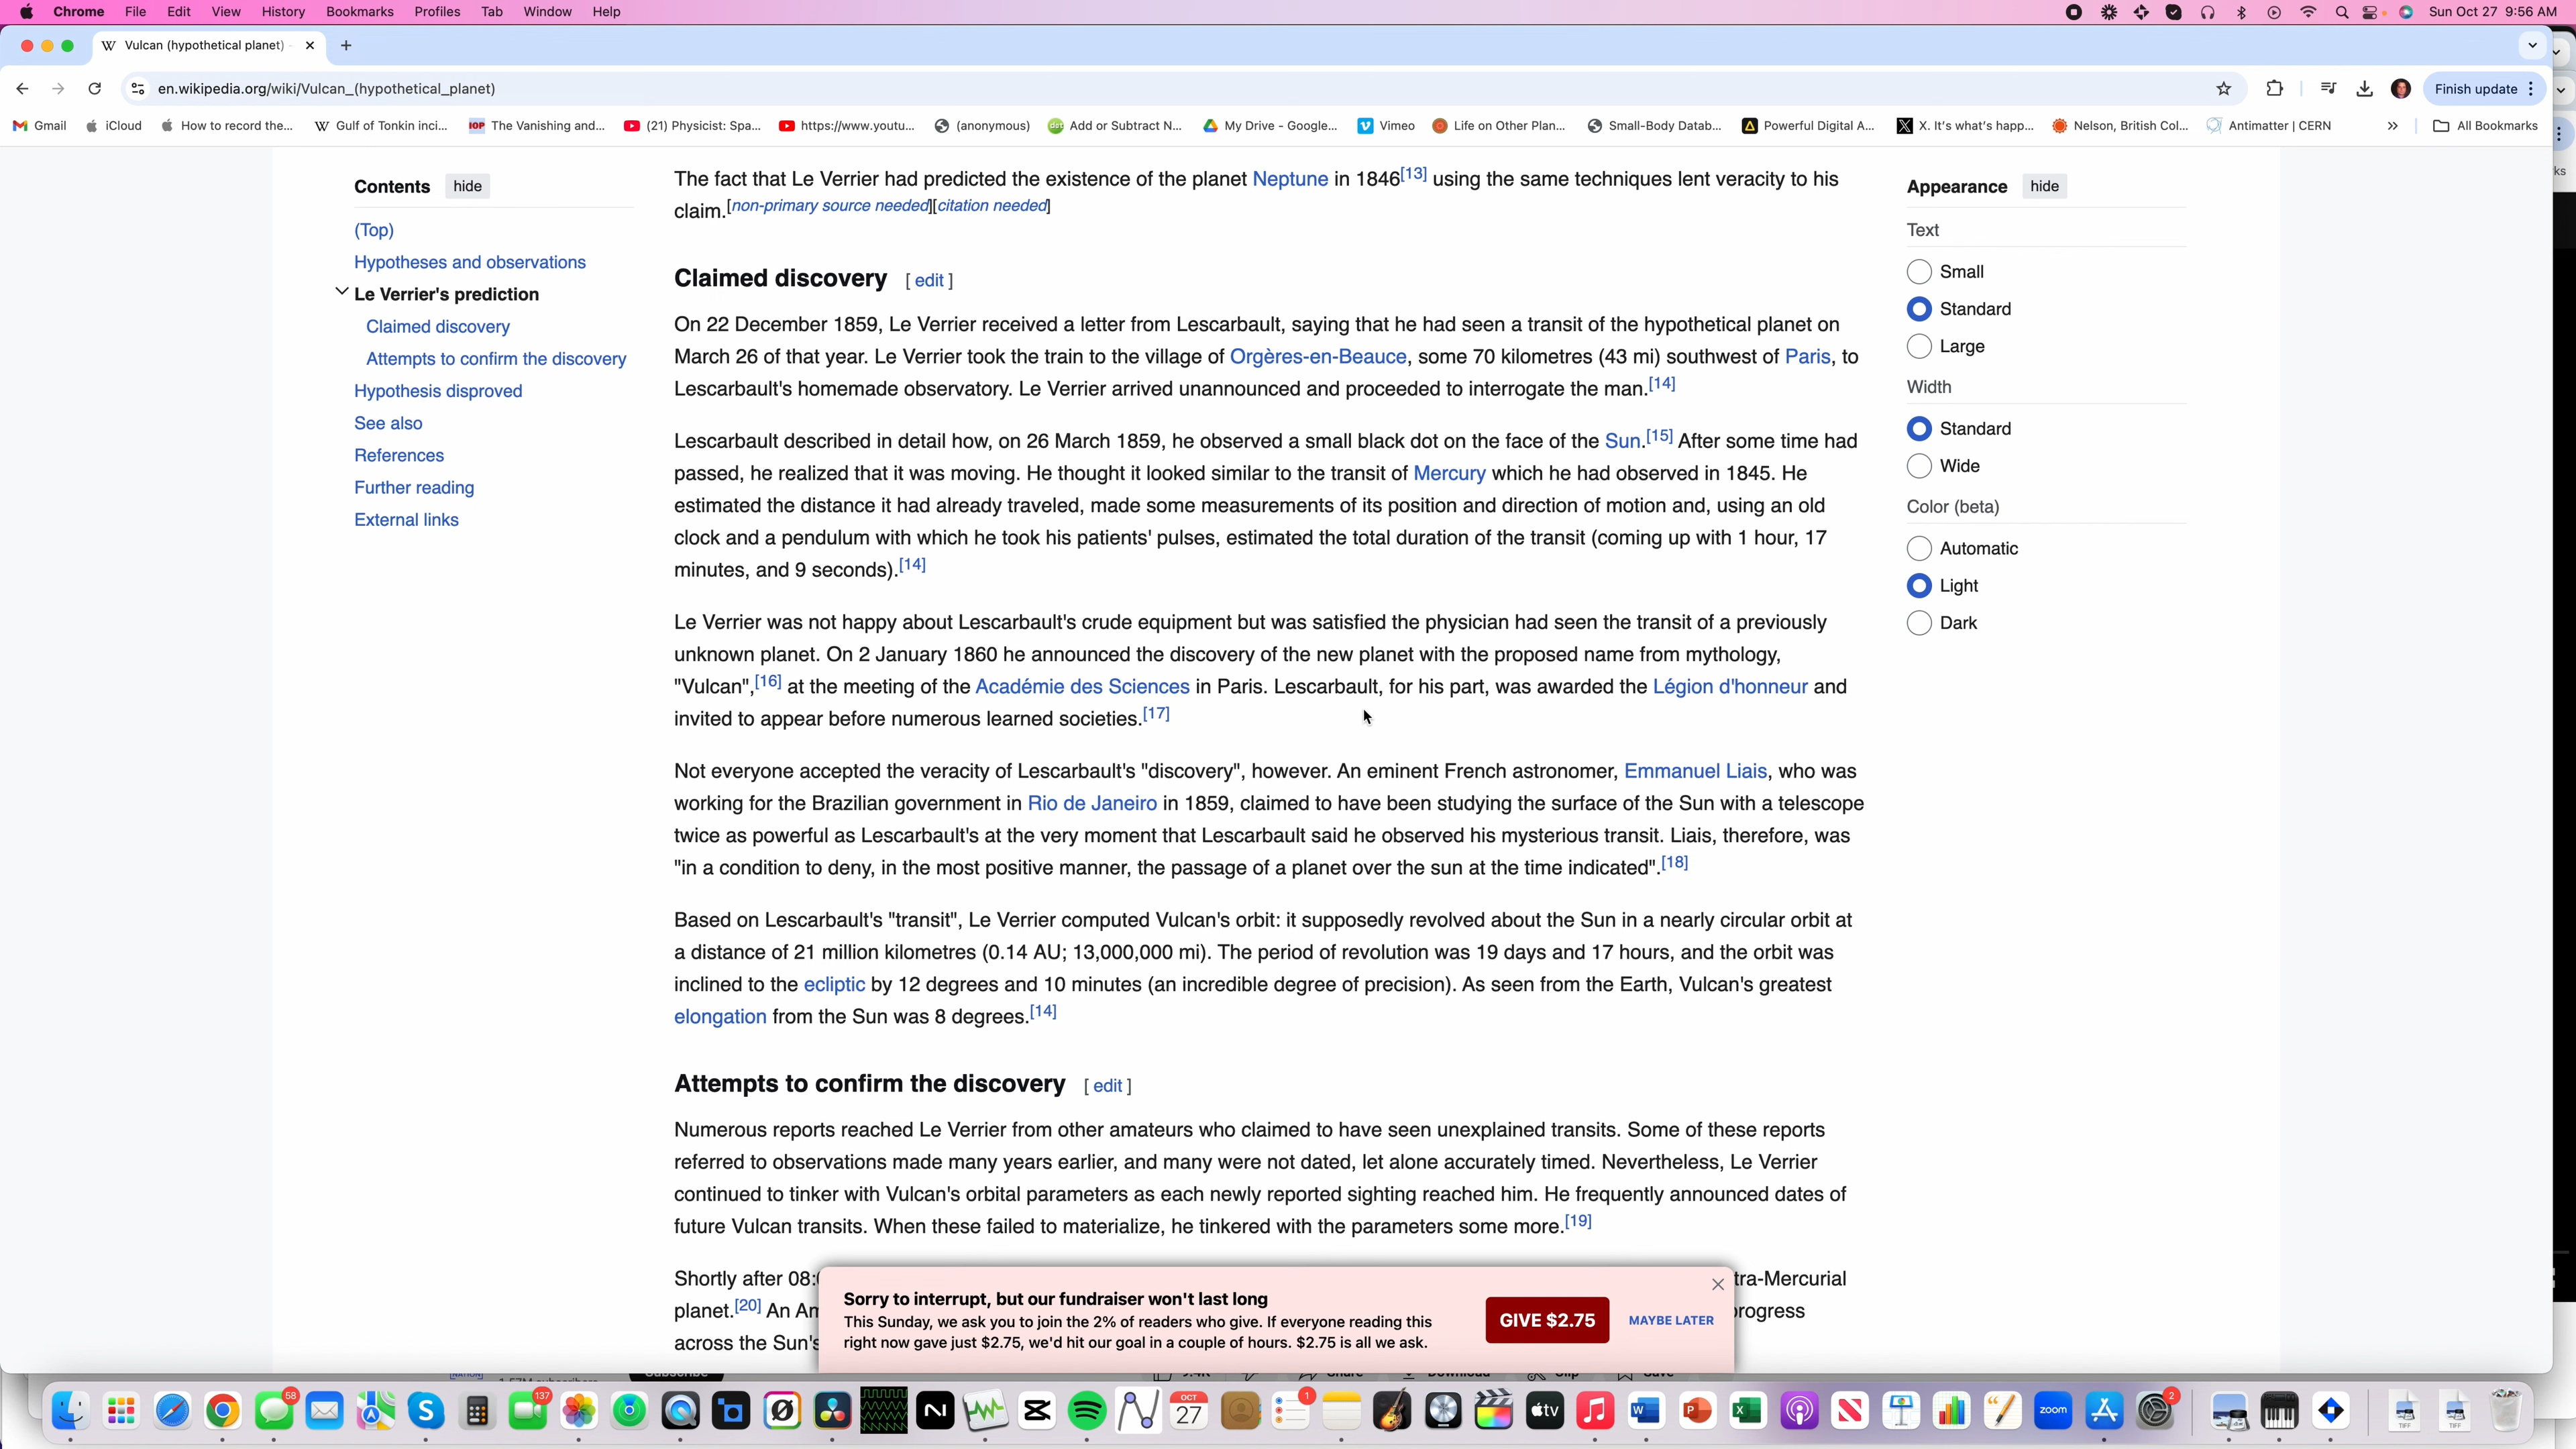 Chrome File Edit View History Bookmarks Profiles Tab Window Help
Sun Oct 27 9:56 AM
Vulcan (hypothetical planet)
en.wikipedia.org/wiki/Vulcan_(hypothetical_planet)
Finish update
Gmail iCloud How to record the... Gulf of Tonkin inci... IOP The Vanishing and... (21) Physicist: Spa... https://www.youtu... (anonymous) Add or Subtract N... My Drive - Google... Vimeo Life on Other Plan... Small-Body Datab... Powerful Digital A... X. It's what's happ... Nelson, British Col... Antimatter | CERN » All Bookmarks
Contents hide
(Top)
Hypotheses and observations
Le Verrier's prediction
Claimed discovery
Attempts to confirm the discovery
Hypothesis disproved
See also
References
Further reading
External links
The fact that Le Verrier had predicted the existence of the planet Neptune in 1846[13] using the same techniques lent veracity to his
claim.[non-primary source needed][citation needed]
Claimed discovery [ edit ]
On 22 December 1859, Le Verrier received a letter from Lescarbault, saying that he had seen a transit of the hypothetical planet on
March 26 of that year. Le Verrier took the train to the village of Orgères-en-Beauce, some 70 kilometres (43 mi) southwest of Paris, to
Lescarbault's homemade observatory. Le Verrier arrived unannounced and proceeded to interrogate the man.[14]
Lescarbault described in detail how, on 26 March 1859, he observed a small black dot on the face of the Sun.[15] After some time had
passed, he realized that it was moving. He thought it looked similar to the transit of Mercury which he had observed in 1845. He
estimated the distance it had already traveled, made some measurements of its position and direction of motion and, using an old
clock and a pendulum with which he took his patients' pulses, estimated the total duration of the transit (coming up with 1 hour, 17
minutes, and 9 seconds).[14]
Le Verrier was not happy about Lescarbault's crude equipment but was satisfied the physician had seen the transit of a previously
unknown planet. On 2 January 1860 he announced the discovery of the new planet with the proposed name from mythology,
"Vulcan",[16] at the meeting of the Académie des Sciences in Paris. Lescarbault, for his part, was awarded the Légion d'honneur and
invited to appear before numerous learned societies.[17]
Not everyone accepted the veracity of Lescarbault's "discovery", however. An eminent French astronomer, Emmanuel Liais, who was
working for the Brazilian government in Rio de Janeiro in 1859, claimed to have been studying the surface of the Sun with a telescope
twice as powerful as Lescarbault's at the very moment that Lescarbault said he observed his mysterious transit. Liais, therefore, was
"in a condition to deny, in the most positive manner, the passage of a planet over the sun at the time indicated".[18]
Based on Lescarbault's "transit", Le Verrier computed Vulcan's orbit: it supposedly revolved about the Sun in a nearly circular orbit at
a distance of 21 million kilometres (0.14 AU; 13,000,000 mi). The period of revolution was 19 days and 17 hours, and the orbit was
inclined to the ecliptic by 12 degrees and 10 minutes (an incredible degree of precision). As seen from the Earth, Vulcan's greatest
elongation from the Sun was 8 degrees.[14]
Attempts to confirm the discovery [ edit ]
Numerous reports reached Le Verrier from other amateurs who claimed to have seen unexplained transits. Some of these reports
referred to observations made many years earlier, and many were not dated, let alone accurately timed. Nevertheless, Le Verrier
continued to tinker with Vulcan's orbital parameters as each newly reported sighting reached him. He frequently announced dates of
future Vulcan transits. When these failed to materialize, he tinkered with the parameters some more.[19]
Shortly after 08: tra-Mercurial
planet.[20] An Am progress
across the Sun's
Appearance hide
Text
Small
Standard
Large
Width
Standard
Wide
Color (beta)
Automatic
Light
Dark
Sorry to interrupt, but our fundraiser won't last long
This Sunday, we ask you to join the 2% of readers who give. If everyone reading this
right now gave just $2.75, we'd hit our goal in a couple of hours. $2.75 is all we ask.
GIVE $2.75
MAYBE LATER
58 137 OCT 27 1 tv zoom 2
TIFF TIFF